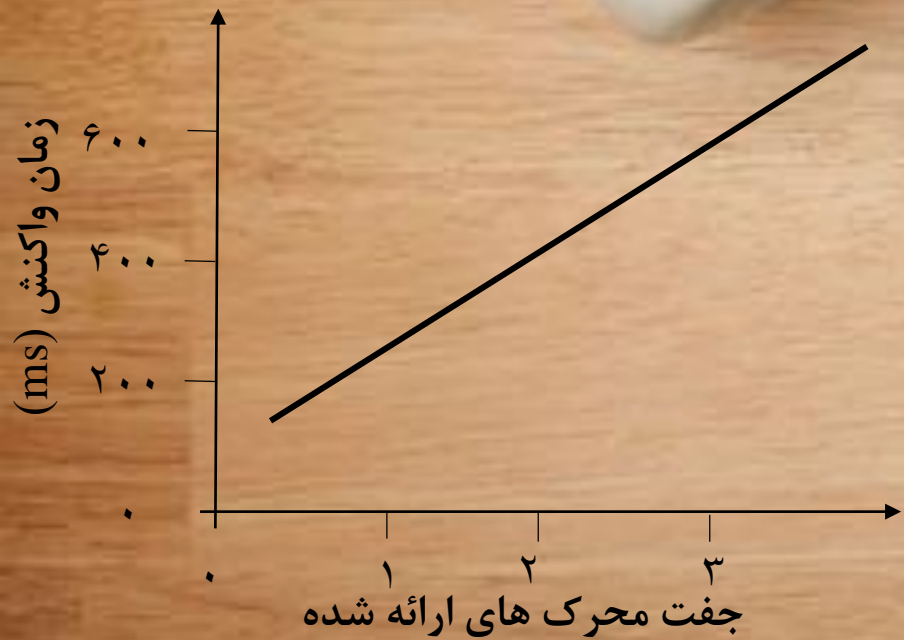 زمان واکنش (ms)
۶۰۰
۴۰۰
۲۰۰
۰
۰ ۱ ۲ ۳
جفت محرک های ارائه شده